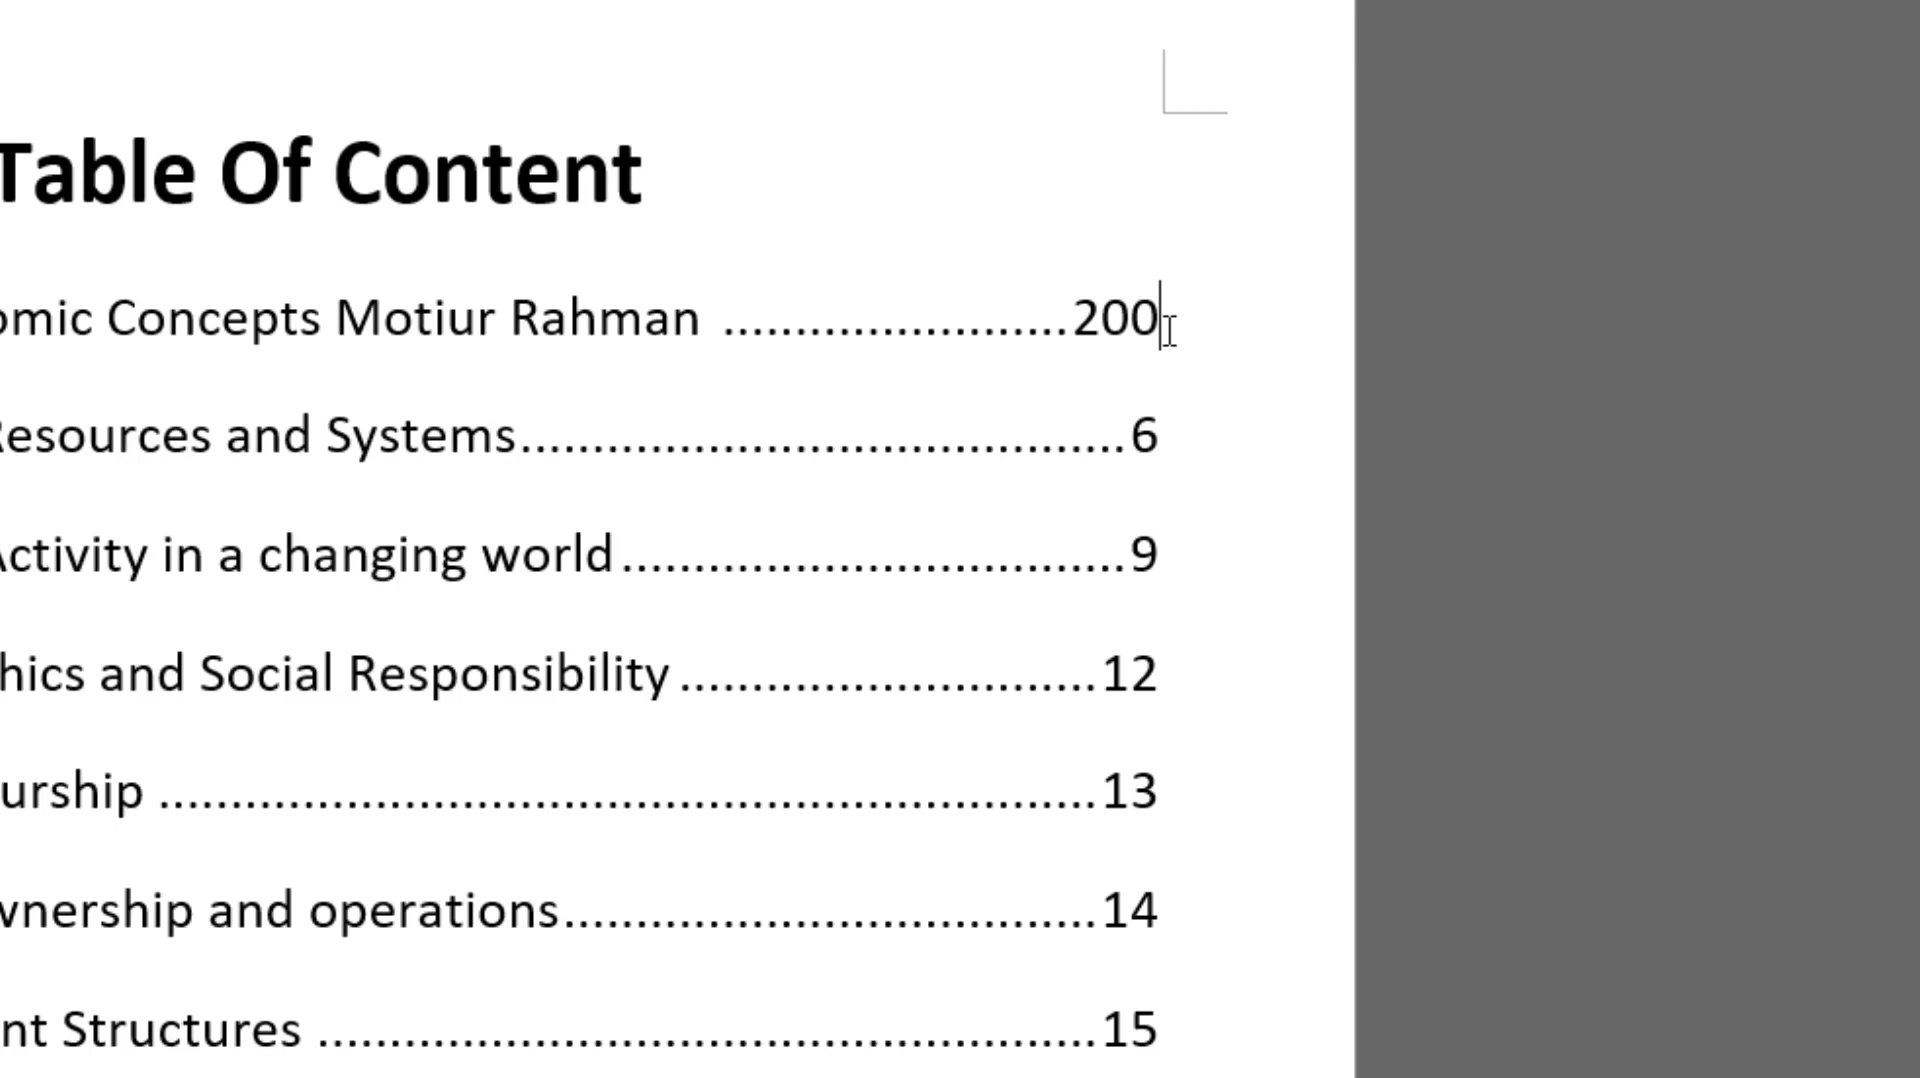 Table Of Content
omic Concepts Motiur Rahman ........................200
Resources and Systems..........................................6
Activity in a changing world...................................9
hics and Social Responsibility .............................12
urship .................................................................13
wnership and operations.....................................14
nt Structures ......................................................15